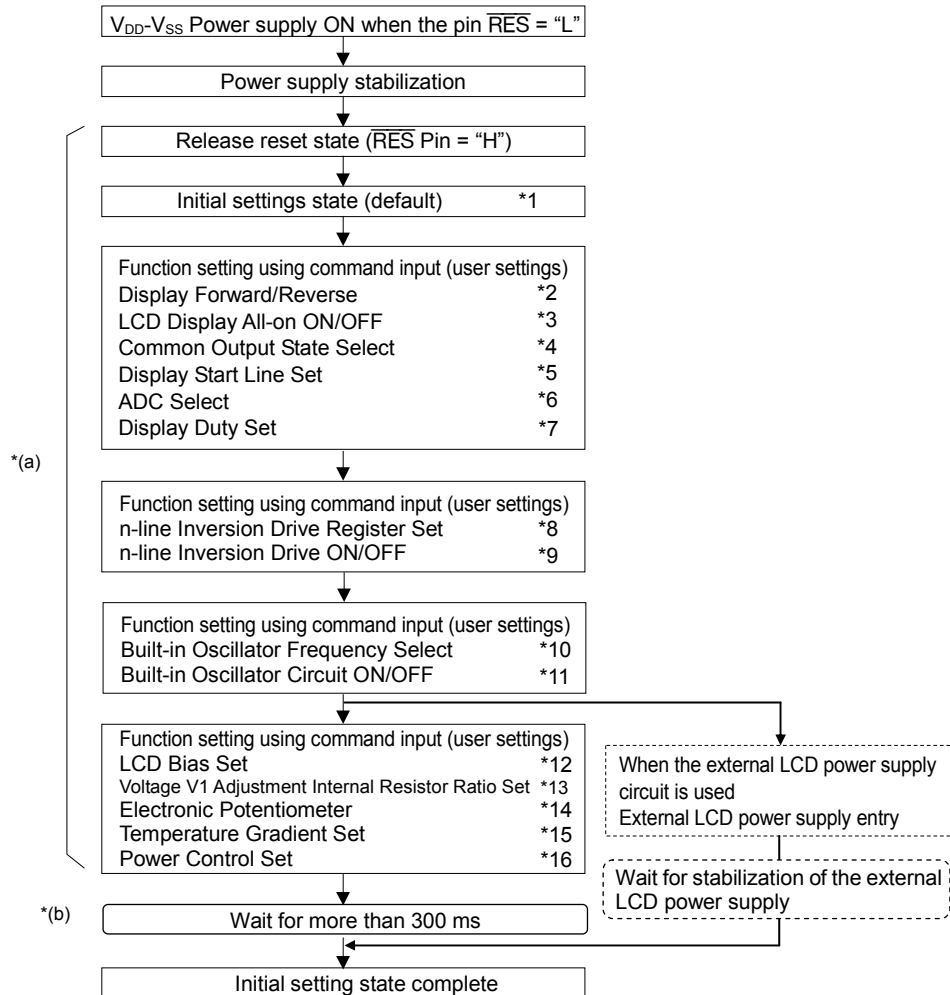 VDD-VSS Power supply ON when the pin R̅E̅S̅ = “L”
Power supply stabilization
Release reset state (R̅E̅S̅ Pin = “H”)
Initial settings state (default) *1
Function setting using command input (user settings)
Display Forward/Reverse *2
LCD Display All-on ON/OFF *3
Common Output State Select *4
Display Start Line Set *5
ADC Select *6
Display Duty Set *7
*(a)
Function setting using command input (user settings)
n-line Inversion Drive Register Set *8
n-line Inversion Drive ON/OFF *9
Function setting using command input (user settings)
Built-in Oscillator Frequency Select *10
Built-in Oscillator Circuit ON/OFF *11
Function setting using command input (user settings)
LCD Bias Set *12
Voltage V1 Adjustment Internal Resistor Ratio Set *13
Electronic Potentiometer *14
Temperature Gradient Set *15
Power Control Set *16
When the external LCD power supply
circuit is used
External LCD power supply entry
Wait for stabilization of the external
LCD power supply
*(b)
Wait for more than 300 ms
Initial setting state complete